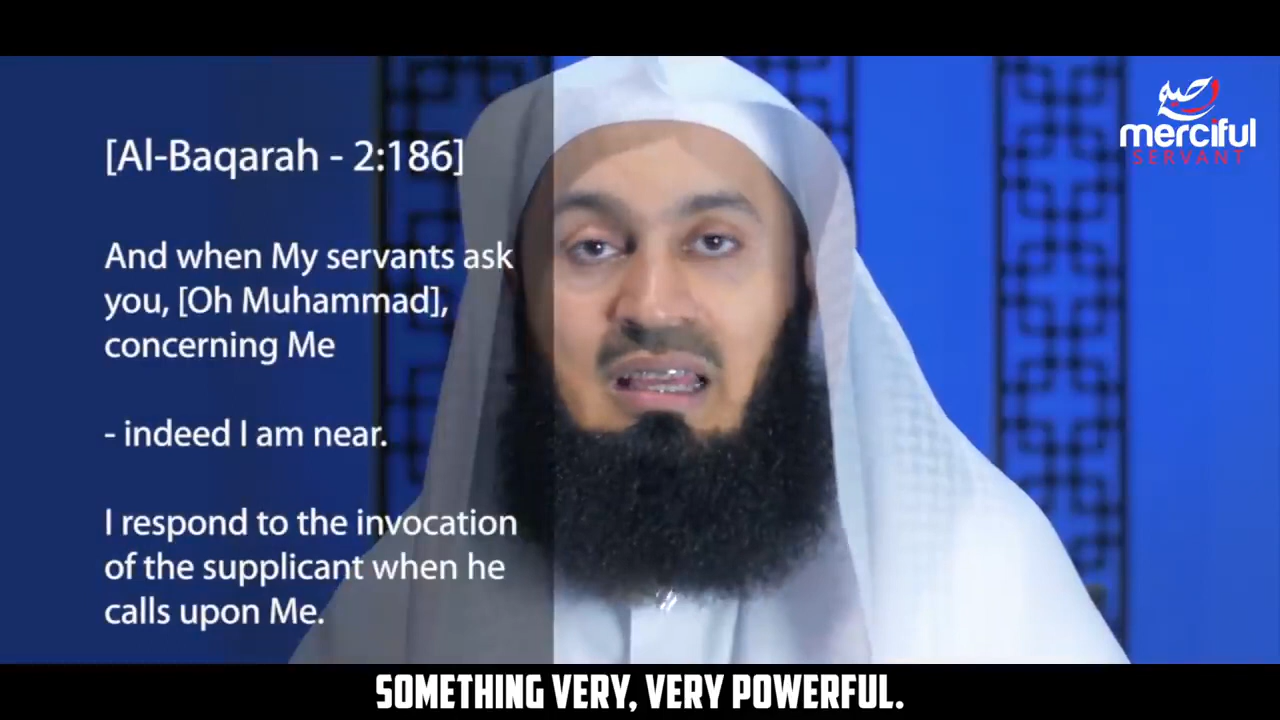 [Al-Baqarah - 2:186]
And when My servants ask
you, [Oh Muhammad],
concerning Me
- indeed I am near.
I respond to the invocation
of the supplicant when he
calls upon Me.
merciful
SERVANT
SOMETHING VERY, VERY POWERFUL.